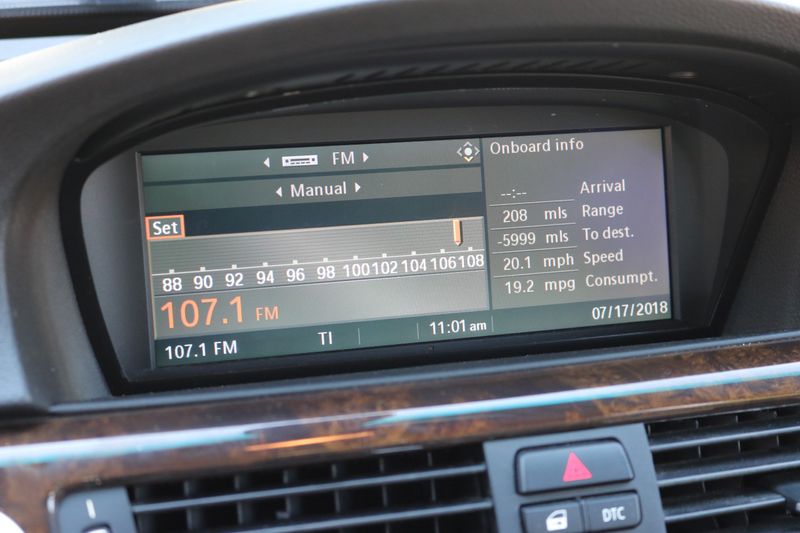 FM
Manual
Set
88 90 92 94 96 98 100 102 104 106 108
107.1 FM
107.1 FM TI 11:01 am
Onboard info
--:-- Arrival
208 mls Range
-5999 mls To dest.
20.1 mph Speed
19.2 mpg Consumpt.
07/17/2018
DTC